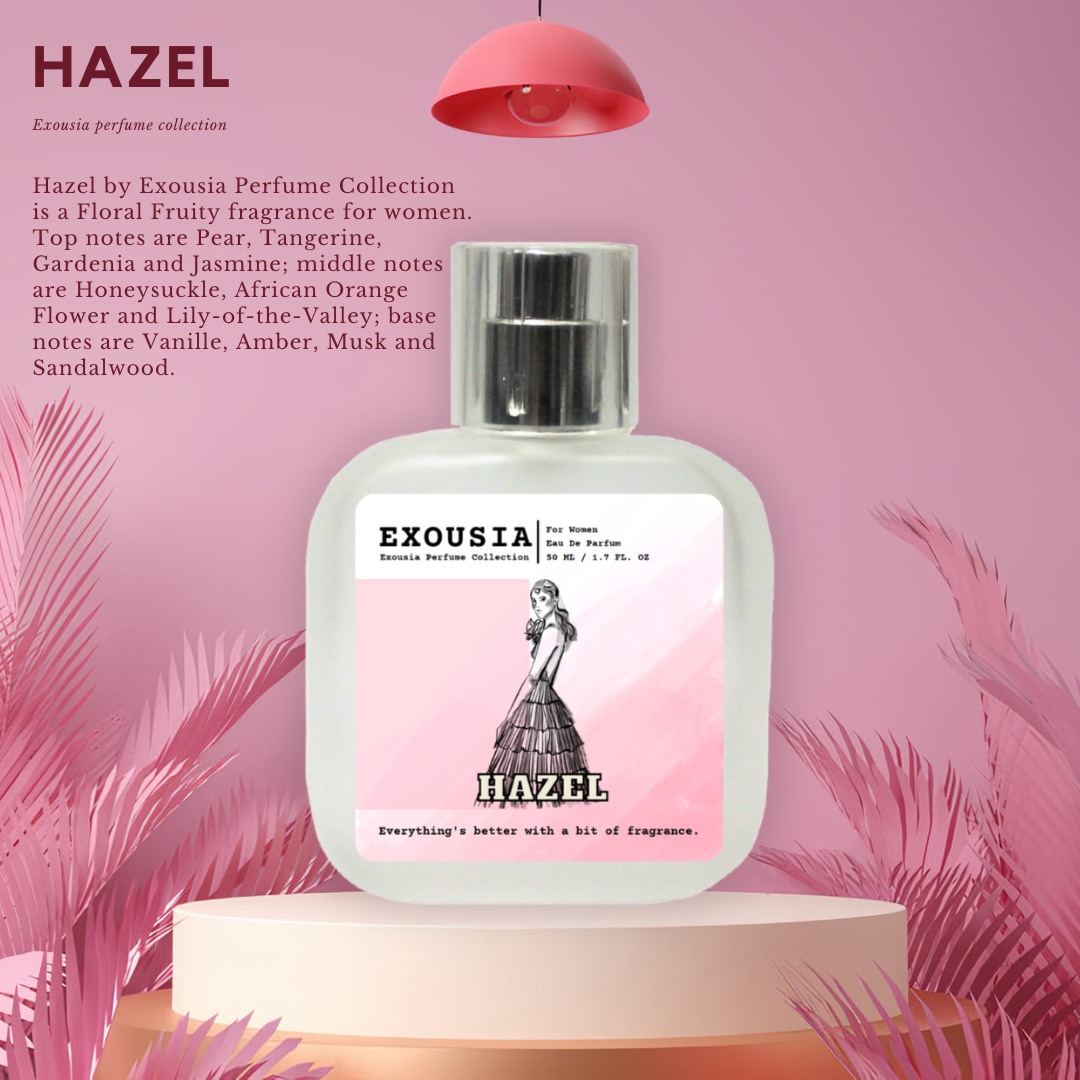 HAZEL
Exousia perfume collection
Hazel by Exousia Perfume Collection
is a Floral Fruity fragrance for women.
Top notes are Pear, Tangerine,
Gardenia and Jasmine; middle notes
are Honeysuckle, African Orange
Flower and Lily-of-the-Valley; base
notes are Vanille, Amber, Musk and
Sandalwood.
EXOUSIA
Exousia Perfume Collection
For Women
Eau De Parfum
50 ML / 1.7 FL. OZ
HAZEL
Everything's better with a bit of fragrance.